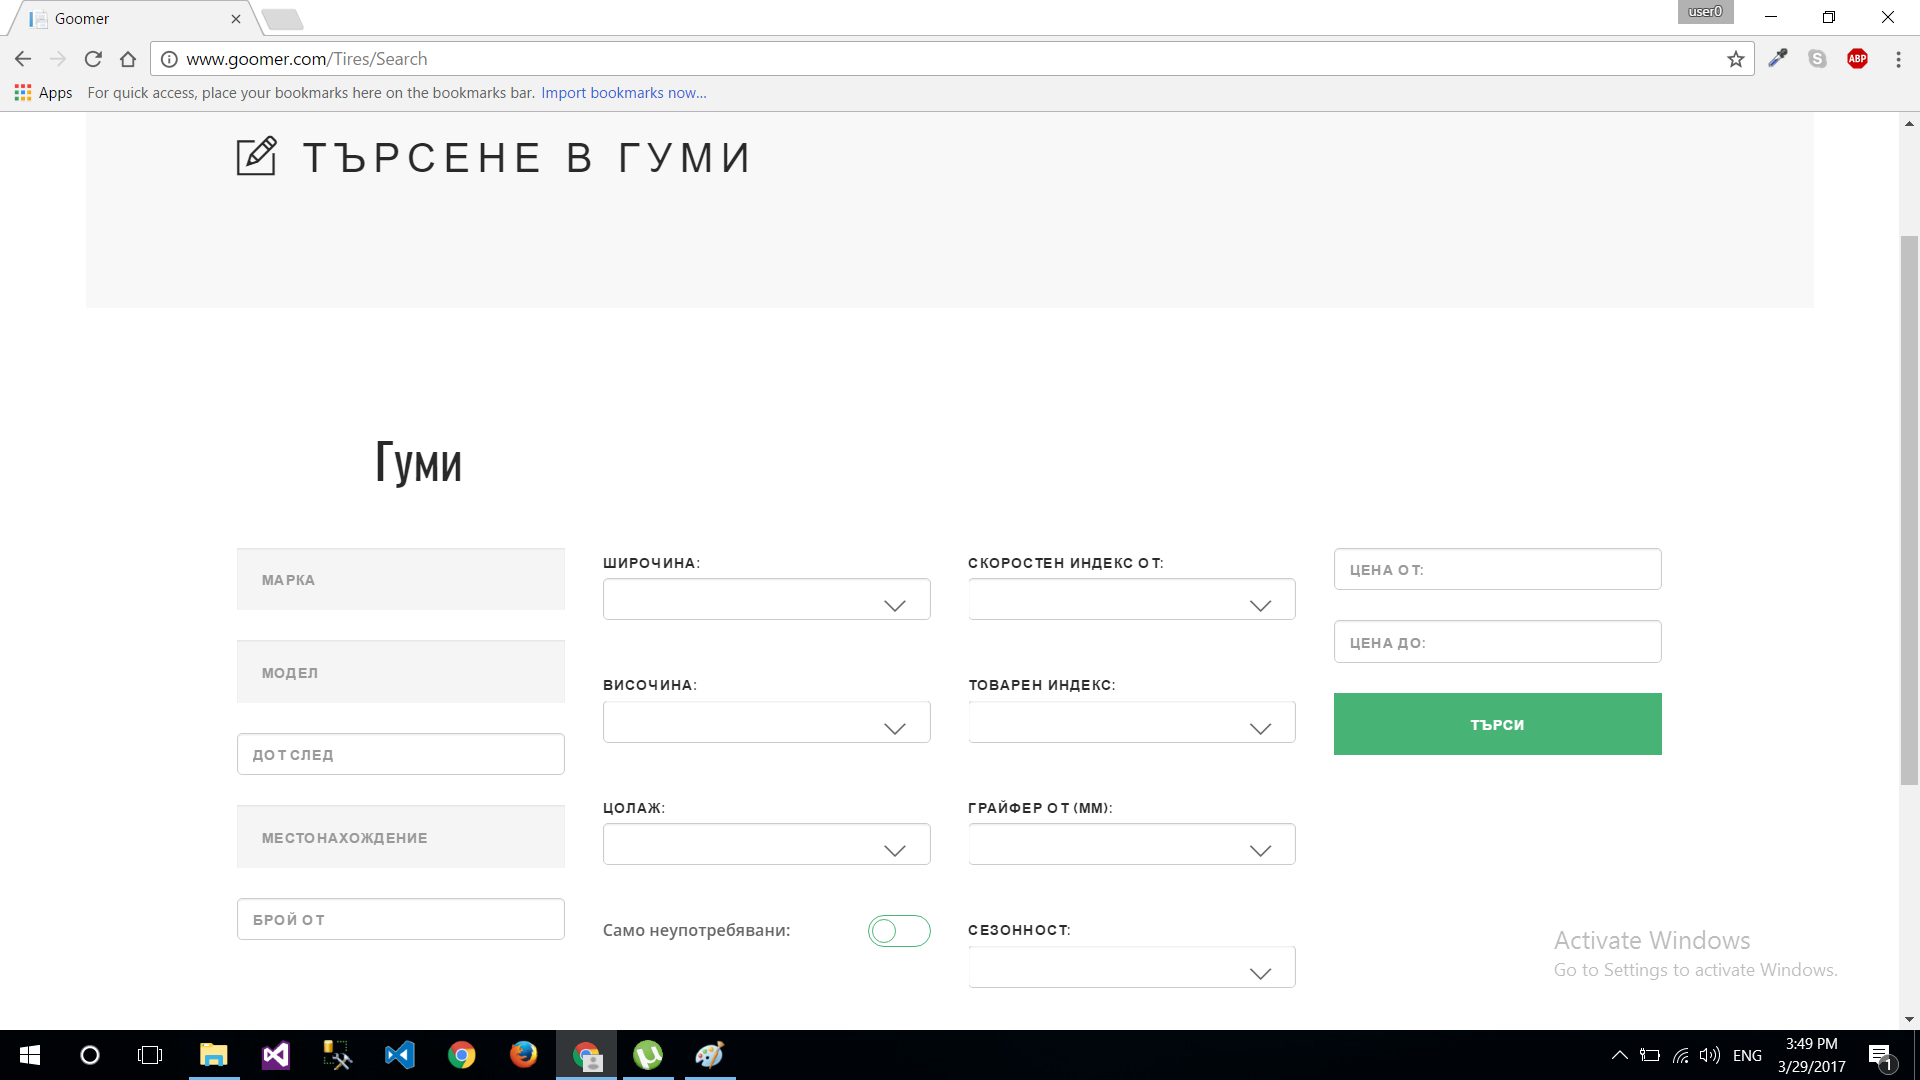 Goomer
user0
www.goomer.com/Tires/Search
S
ABP
Apps
For quick access, place your bookmarks here on the bookmarks bar. Import bookmarks now...
ТЪРСЕНЕ В ГУМИ
Гуми
МАРКА
МОДЕЛ
ДОТ СЛЕД
МЕСТОНАХОЖДЕНИЕ
БРОЙ ОТ
ШИРОЧИНА:
ВИСОЧИНА:
ЦОЛАЖ:
Само неупотребявани:
СКОРОСТЕН ИНДЕКС ОТ:
ТОВАРЕН ИНДЕКС:
ГРАЙФЕР ОТ (ММ):
СЕЗОННОСТ:
ЦЕНА ОТ:
ЦЕНА ДО:
ТЪРСИ
Activate Windows
Go to Settings to activate Windows.
ENG
3:49 PM
3/29/2017
1